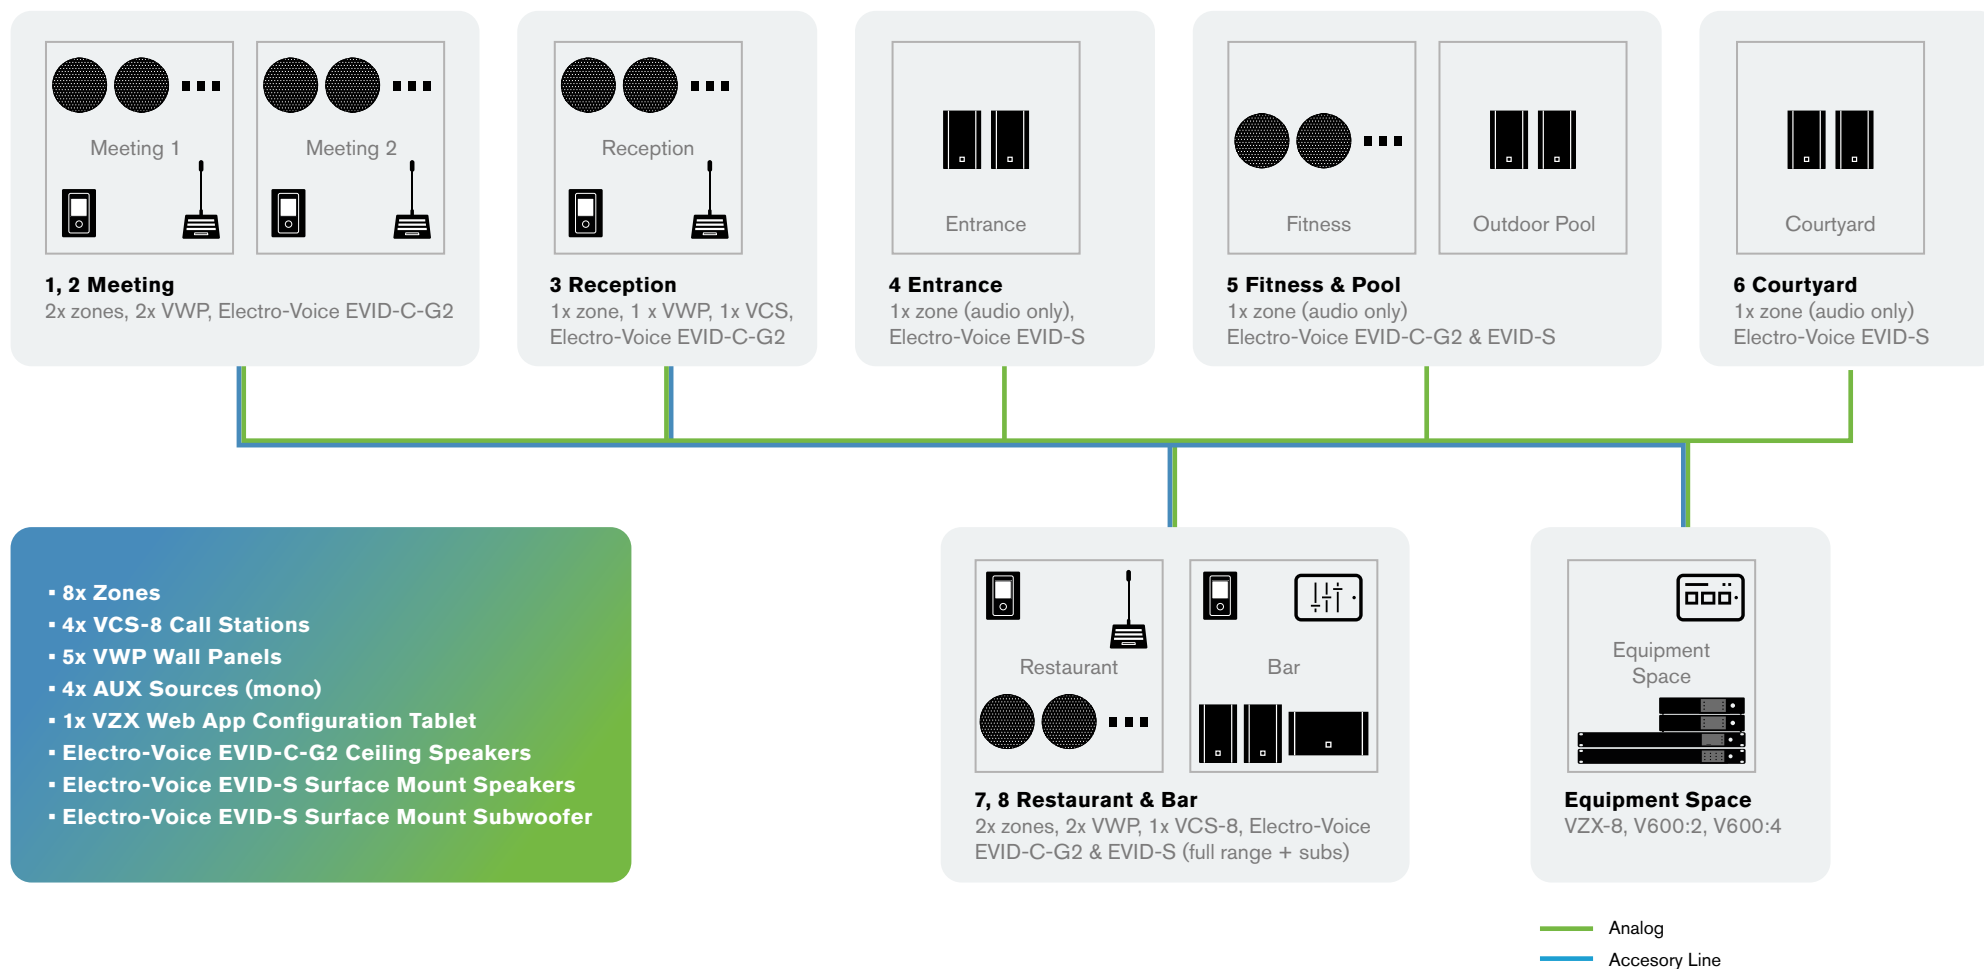 Meeting 1
Meeting 2
1, 2 Meeting
2x zones, 2x VWP, Electro-Voice EVID-C-G2
Reception
3 Reception
1x zone, 1 x VWP, 1x VCS,
Electro-Voice EVID-C-G2
Entrance
4 Entrance
1x zone (audio only),
Electro-Voice EVID-S
Fitness
Outdoor Pool
5 Fitness & Pool
1x zone (audio only)
Electro-Voice EVID-C-G2 & EVID-S
Courtyard
6 Courtyard
1x zone (audio only)
Electro-Voice EVID-S
▪ 8x Zones
▪ 4x VCS-8 Call Stations
▪ 5x VWP Wall Panels
▪ 4x AUX Sources (mono)
▪ 1x VZX Web App Configuration Tablet
▪ Electro-Voice EVID-C-G2 Ceiling Speakers
▪ Electro-Voice EVID-S Surface Mount Speakers
▪ Electro-Voice EVID-S Surface Mount Subwoofer
Restaurant
Bar
7, 8 Restaurant & Bar
2x zones, 2x VWP, 1x VCS-8, Electro-Voice
EVID-C-G2 & EVID-S (full range + subs)
Equipment
Space
Equipment Space
VZX-8, V600:2, V600:4
Analog
Accesory Line